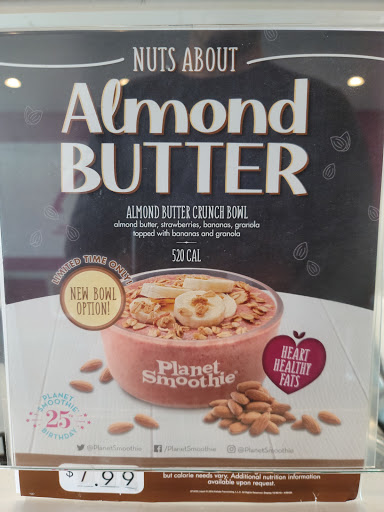 NUTS ABOUT
Almond
BUTTER
ALMOND BUTTER CRUNCH BOWL
almond butter, strawberries, bananas, granola
topped with bananas and granola
520 CAL
LIMITED TIME ONLY!
NEW BOWL
OPTION!
Planet
Smoothie®
HEART
HEALTHY
FATS
PLANET
SMOOTHIE
25
BIRTHDAY
@PlanetSmoothie
/PlanetSmoothie
@PlanetSmoothie
$7.99
but calorie needs vary. Additional nutrition information
available upon request.